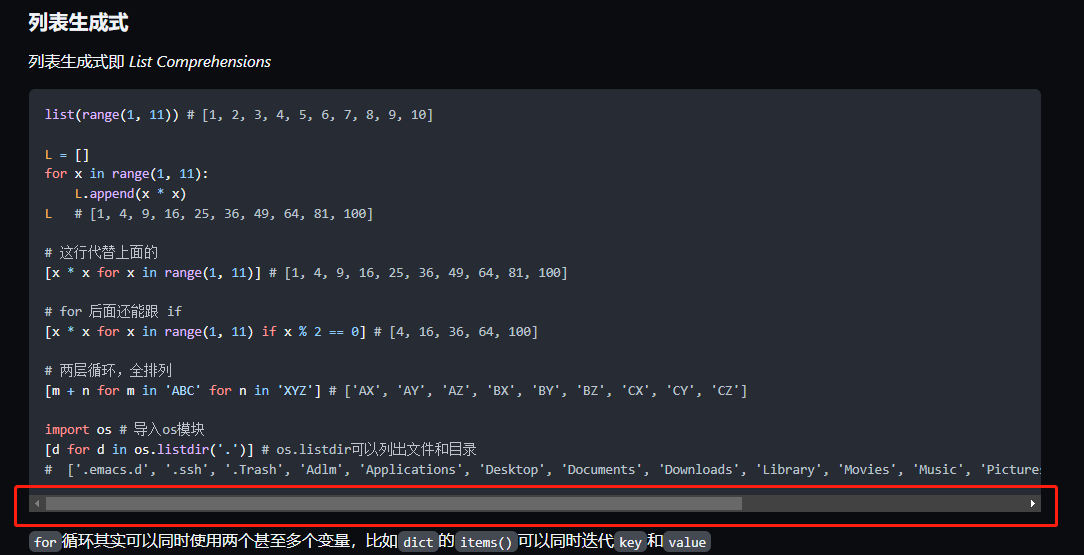 列表生成式
列表生成式即 List Comprehensions
list(range(1, 11)) # [1, 2, 3, 4, 5, 6, 7, 8, 9, 10]
L = []
for x in range(1, 11):
    L.append(x * x)
L   # [1, 4, 9, 16, 25, 36, 49, 64, 81, 100]
# 这行代替上面的
[x * x for x in range(1, 11)] # [1, 4, 9, 16, 25, 36, 49, 64, 81, 100]
# for 后面还能跟 if
[x * x for x in range(1, 11) if x % 2 == 0] # [4, 16, 36, 64, 100]
# 两层循环，全排列
[m + n for m in 'ABC' for n in 'XYZ'] # ['AX', 'AY', 'AZ', 'BX', 'BY', 'BZ', 'CX', 'CY', 'CZ']
import os # 导入os模块
[d for d in os.listdir('.')] # os.listdir可以列出文件和目录
#  ['.emacs.d', '.ssh', '.Trash', 'Adlm', 'Applications', 'Desktop', 'Documents', 'Downloads', 'Library', 'Movies', 'Music', 'Pictures
for循环其实可以同时使用两个甚至多个变量，比如dict的items()可以同时迭代key和value